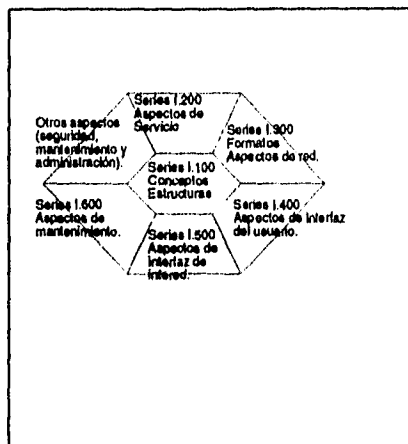 Series I.200
Aspectos de
Servicio
Otros aspectos
(seguridad,
mantenimiento y
administración).
Series I.300
Formatos
Aspectos de red.
Series I.100
Conceptos
Estructuras
Series I.600
Aspectos de
mantenimiento.
Series I.400
Aspectos de interfaz
del usuario.
Series I.500
Aspectos de
interfaz de
interred.